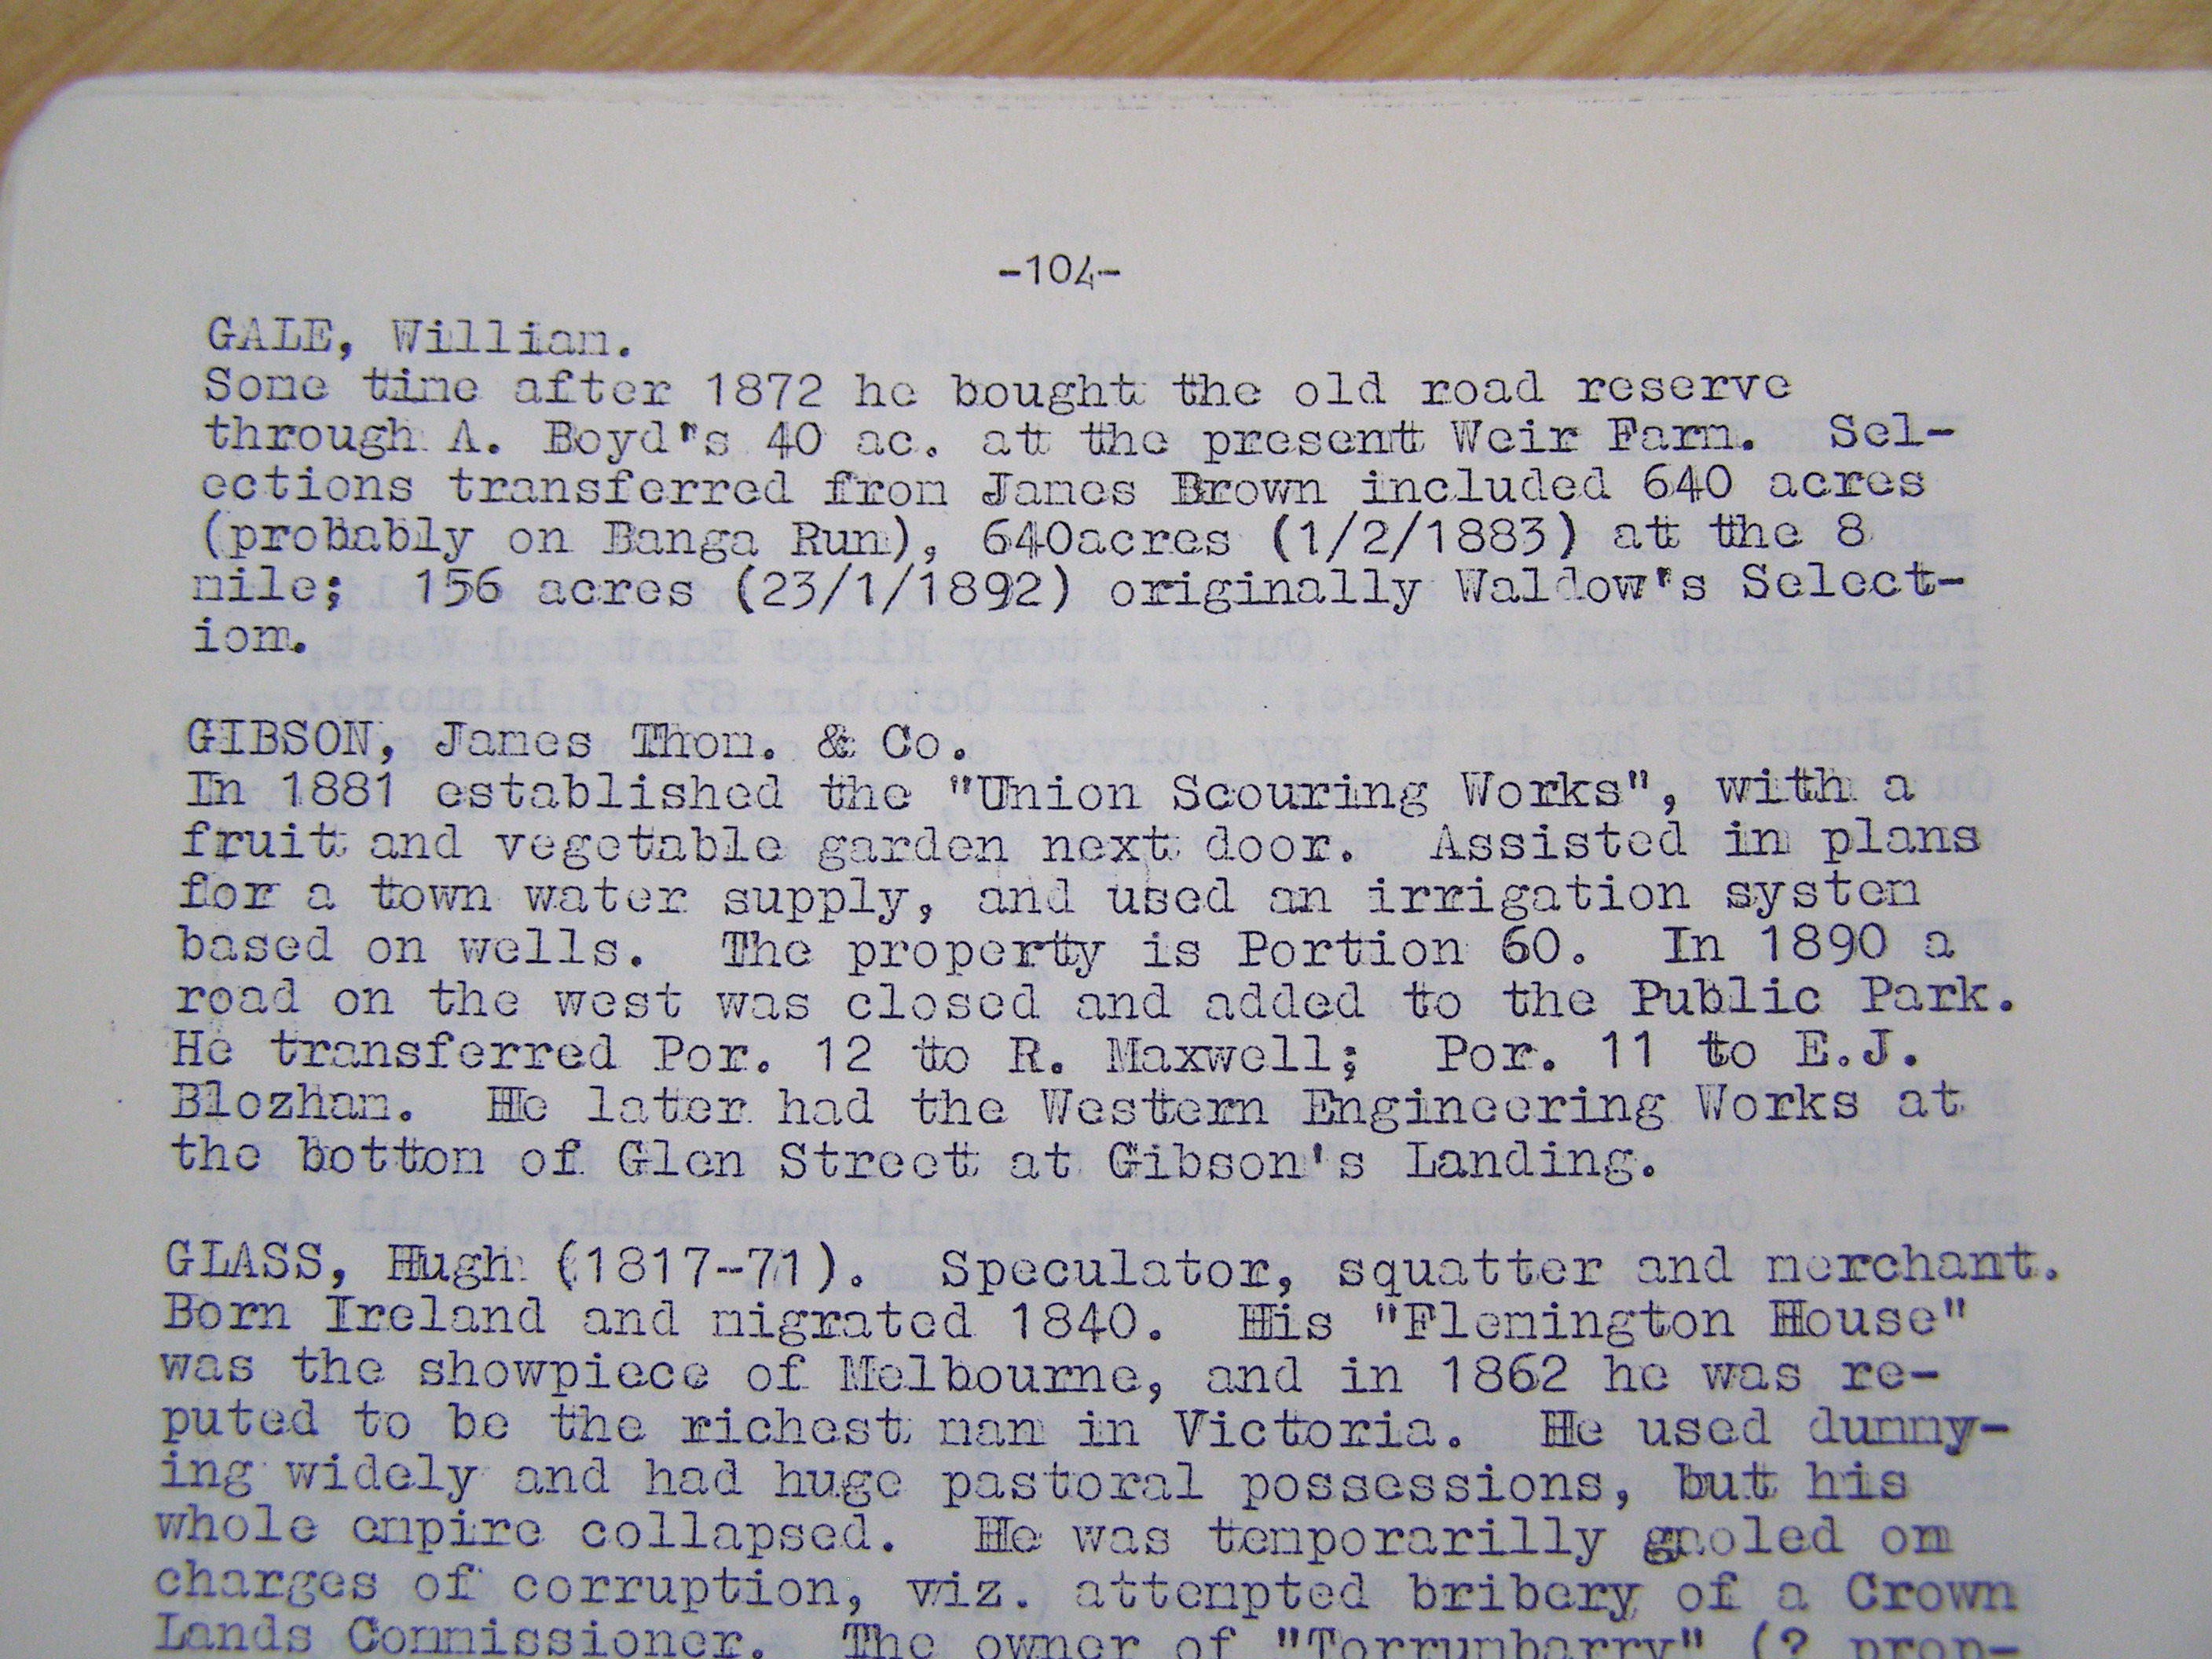 -104-
GALE, William.
Some time after 1872 he bought the old road reserve
through A. Boyd's 40 ac. at the present Weir Farm. Sel-
ections transferred from James Brown included 640 acres
(probably on Banga Run), 640acres (1/2/1883) at the 8
mile; 156 acres (23/1/1892) originally Waldow's Select-
ion.
GIBSON, James Thom. & Co.
In 1881 established the "Union Scouring Works", with a
fruit and vegetable garden next door. Assisted in plans
for a town water supply, and used an irrigation system
based on wells. The property is Portion 60. In 1890 a
road on the west was closed and added to the Public Park.
He transferred Por. 12 to R. Maxwell; Por. 11 to E.J.
Blezham. He later had the Western Engineering Works at
the bottom of Glen Street at Gibson's Landing.
GLASS, Hugh (1817-71). Speculator, squatter and merchant.
Born Ireland and migrated 1840. His "Flemington House"
was the showpiece of Melbourne, and in 1862 he was re-
puted to be the richest man in Victoria. He used dummy-
ing widely and had huge pastoral possessions, but his
whole empire collapsed. He was temporarilly gaoled on
charges of corruption, viz. attempted bribery of a Crown
Lands Commissioner. The owner of "Torrumbarry" (? prop-